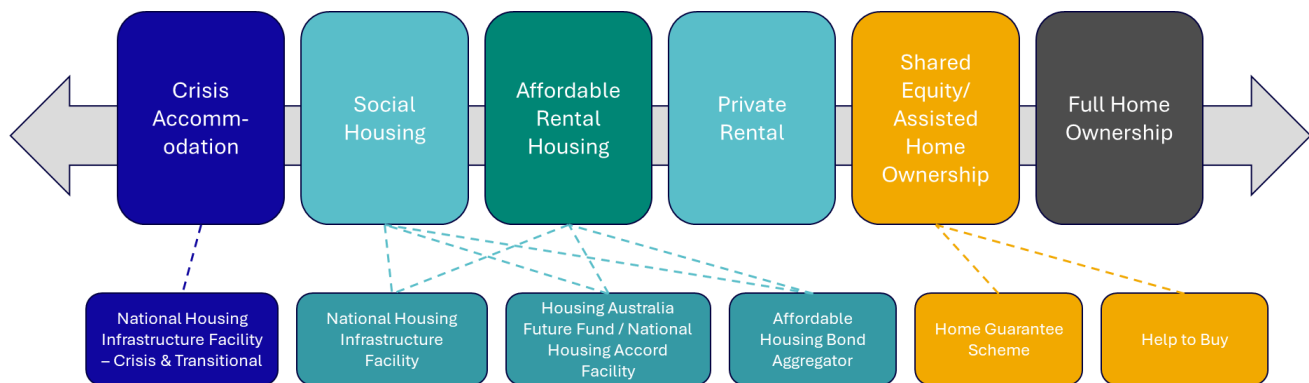 Crisis
Accomm-
odation
Social
Housing
Affordable
Rental
Housing
Private
Rental
Shared
Equity/
Assisted
Home
Ownership
Full Home
Ownership
National Housing
Infrastructure Facility
– Crisis & Transitional
National Housing
Infrastructure
Facility
Housing Australia
Future Fund / National
Housing Accord
Facility
Affordable
Housing Bond
Aggregator
Home Guarantee
Scheme
Help to Buy